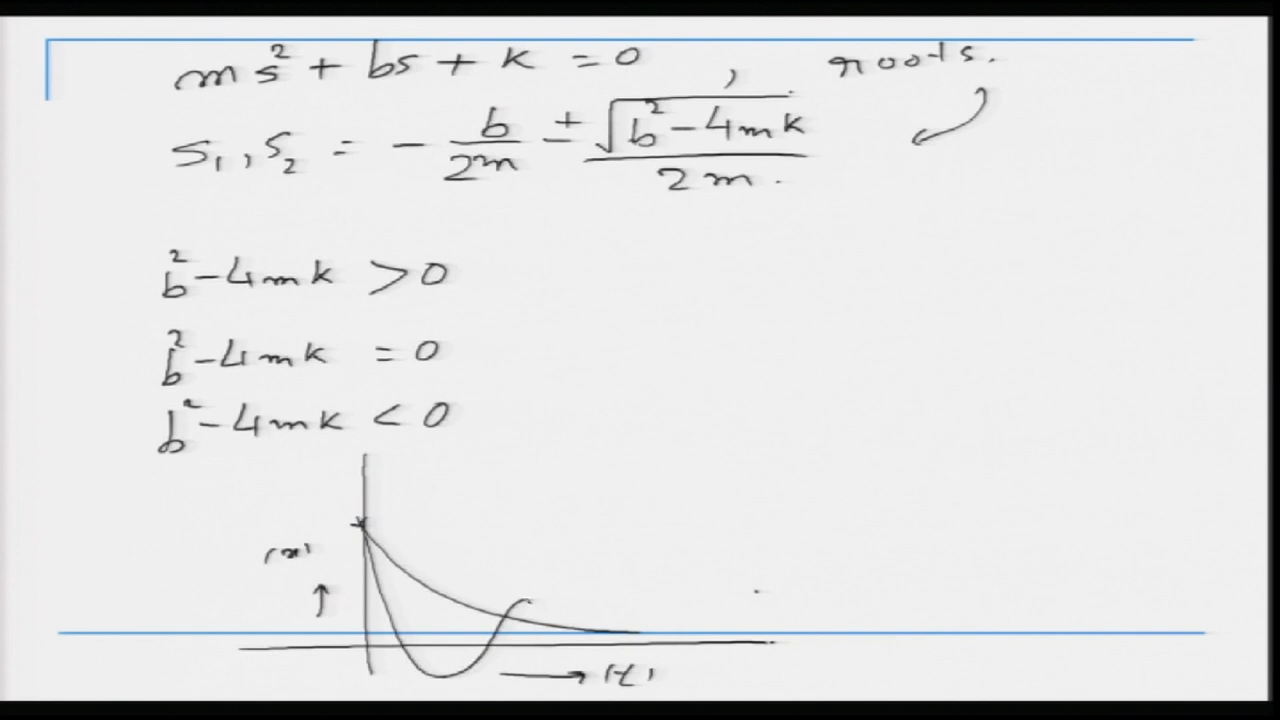 ms² + bs + k = 0 , roots.
s₁, s₂ = - b/2m ± √(b² - 4mk)/2m.
b² - 4mk > 0
b² - 4mk = 0
b² - 4mk < 0
'x'
't'